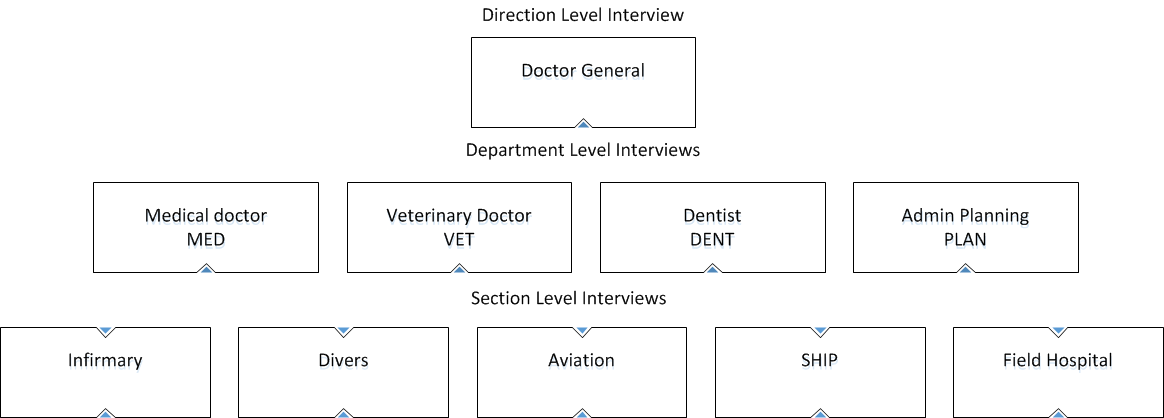 Direction Level Interview
Doctor General
Department Level Interviews
Medical doctor
MED
Veterinary Doctor
VET
Dentist
DENT
Admin Planning
PLAN
Section Level Interviews
Infirmary
Divers
Aviation
SHIP
Field Hospital